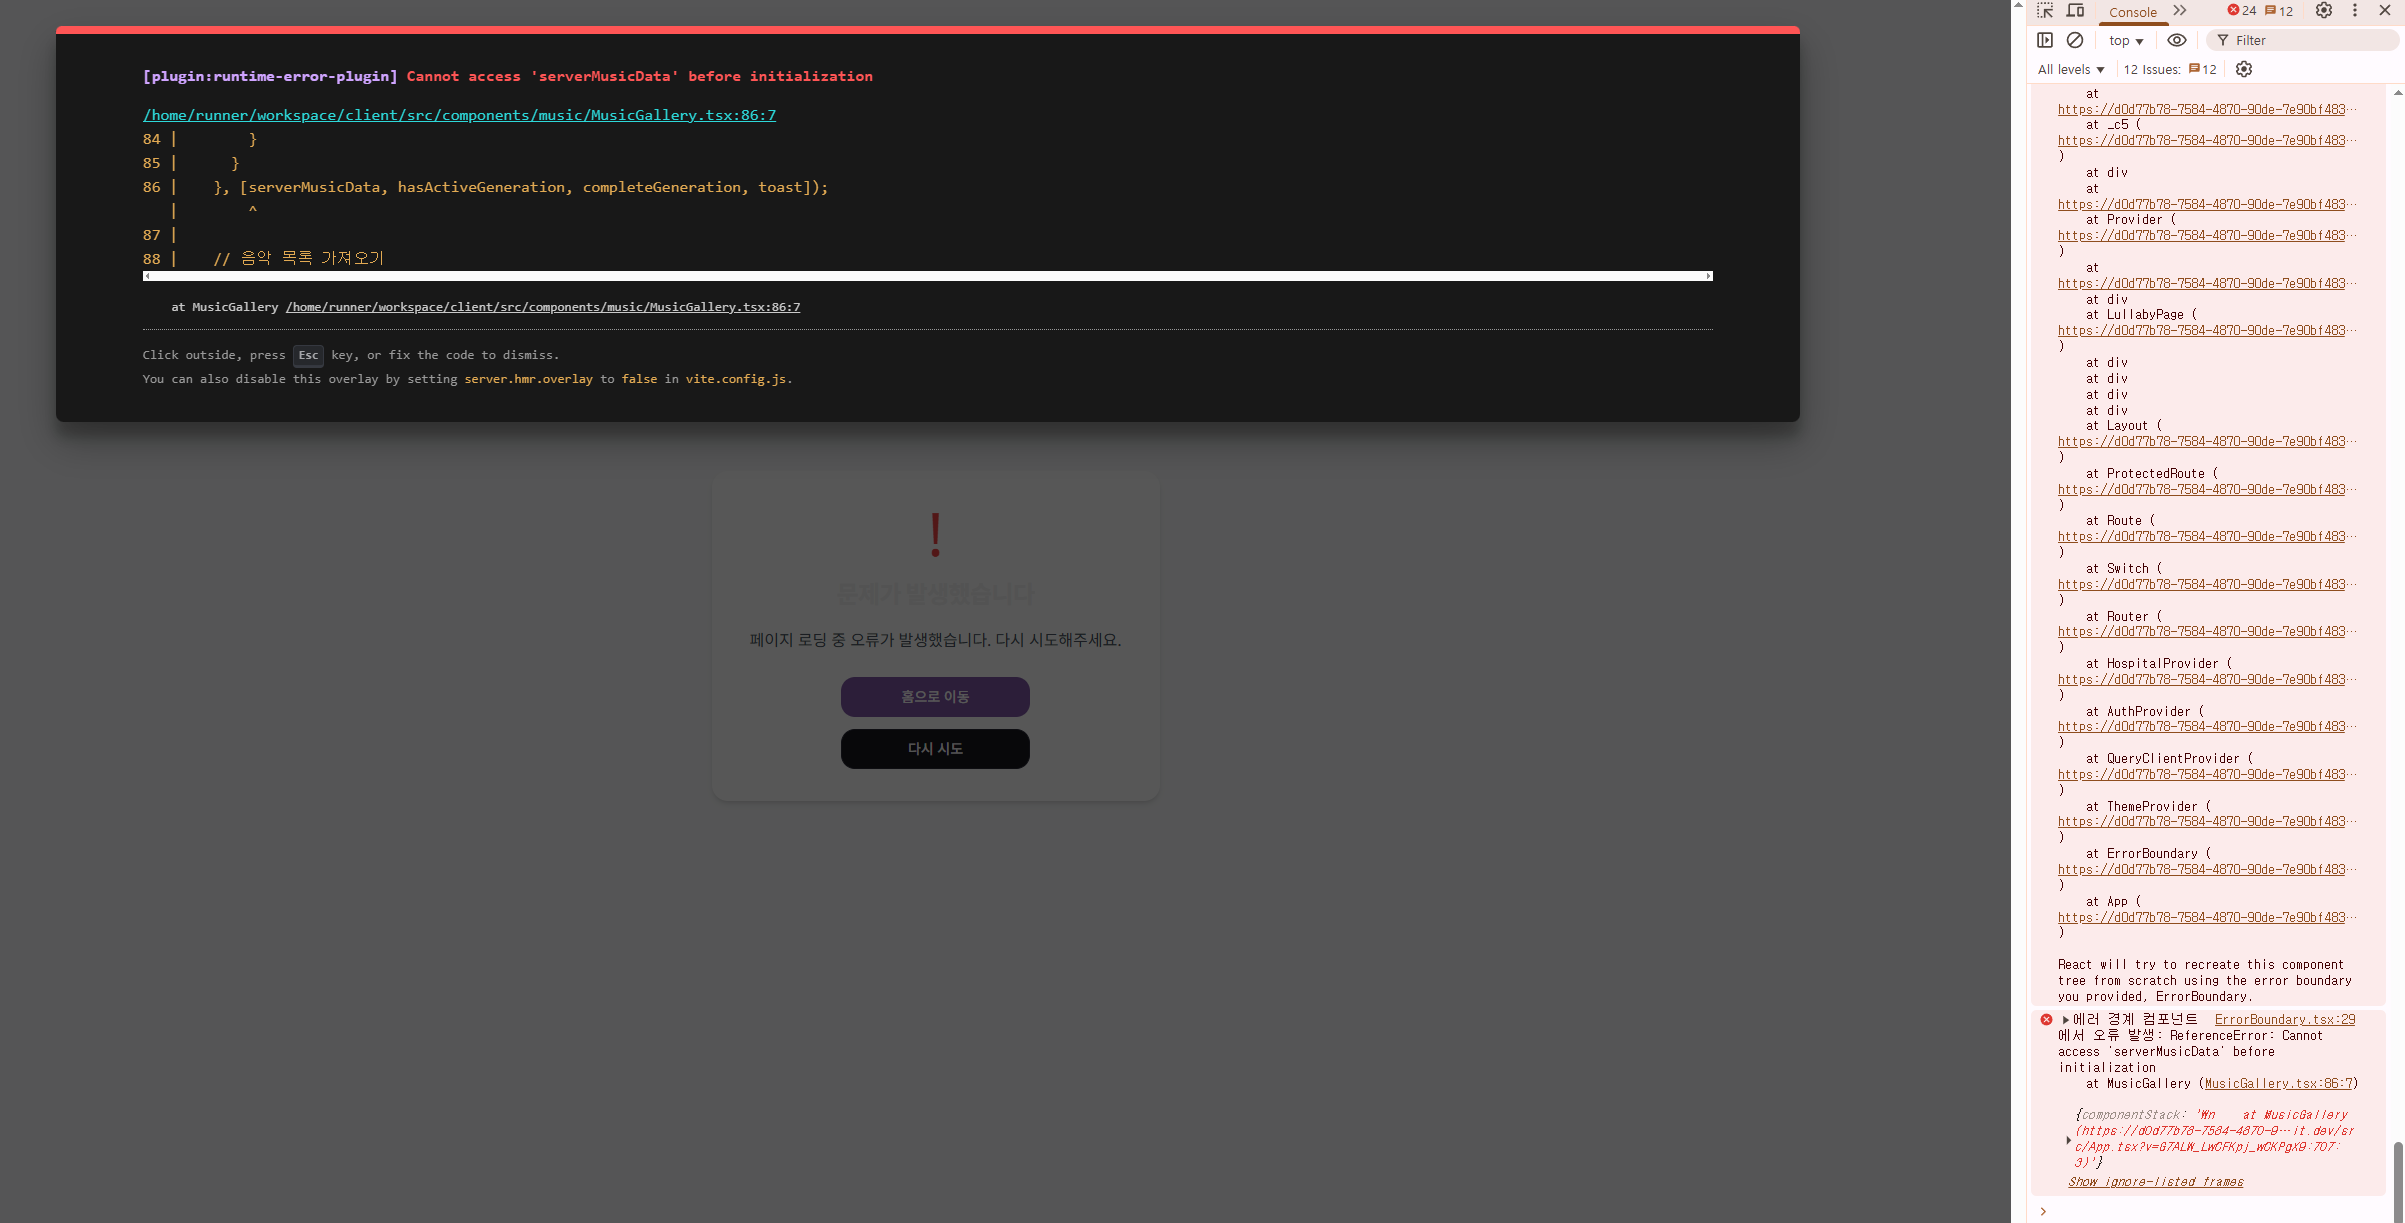 [plugin:runtime-error-plugin] Cannot access 'serverMusicData' before initialization
/home/runner/workspace/client/src/components/music/MusicGallery.tsx:86:7
84 |         }
85 |       }
86 |    }, [serverMusicData, hasActiveGeneration, completeGeneration, toast]);
   |        ^
87 |
88 |    // 음악 목록 가져오기
at MusicGallery /home/runner/workspace/client/src/components/music/MusicGallery.tsx:86:7
Click outside, press Esc key, or fix the code to dismiss.
You can also disable this overlay by setting server.hmr.overlay to false in vite.config.js.
!
문제가 발생했습니다
페이지 로딩 중 오류가 발생했습니다. 다시 시도해주세요.
홈으로 이동
다시 시도
Console 24 12
top Filter
All levels 12 Issues: 12
at
https://d0d77b78-7584-4870-90de-7e90bf483…
at _c5 (
https://d0d77b78-7584-4870-90de-7e90bf483…
)
at div
at
https://d0d77b78-7584-4870-90de-7e90bf483…
at Provider (
https://d0d77b78-7584-4870-90de-7e90bf483…
)
at
https://d0d77b78-7584-4870-90de-7e90bf483…
at div
at LullabyPage (
https://d0d77b78-7584-4870-90de-7e90bf483…
)
at div
at div
at div
at div
at Layout (
https://d0d77b78-7584-4870-90de-7e90bf483…
)
at ProtectedRoute (
https://d0d77b78-7584-4870-90de-7e90bf483…
)
at Route (
https://d0d77b78-7584-4870-90de-7e90bf483…
)
at Switch (
https://d0d77b78-7584-4870-90de-7e90bf483…
)
at Router (
https://d0d77b78-7584-4870-90de-7e90bf483…
)
at HospitalProvider (
https://d0d77b78-7584-4870-90de-7e90bf483…
)
at AuthProvider (
https://d0d77b78-7584-4870-90de-7e90bf483…
)
at QueryClientProvider (
https://d0d77b78-7584-4870-90de-7e90bf483…
)
at ThemeProvider (
https://d0d77b78-7584-4870-90de-7e90bf483…
)
at ErrorBoundary (
https://d0d77b78-7584-4870-90de-7e90bf483…
)
at App (
https://d0d77b78-7584-4870-90de-7e90bf483…
)
React will try to recreate this component
tree from scratch using the error boundary
you provided, ErrorBoundary.
에러 경계 컴포넌트 ErrorBoundary.tsx:29
에서 오류 발생: ReferenceError: Cannot
access 'serverMusicData' before
initialization
at MusicGallery (MusicGallery.tsx:86:7)
{componentStack: '₩n    at MusicGallery
(https://d0d77b78-7584-4870-9…it.dev/sr
c/App.tsx?v=G7ALW_LwCFKpj_wCKPgX9:707:
3)'}
Show ignore-listed frames